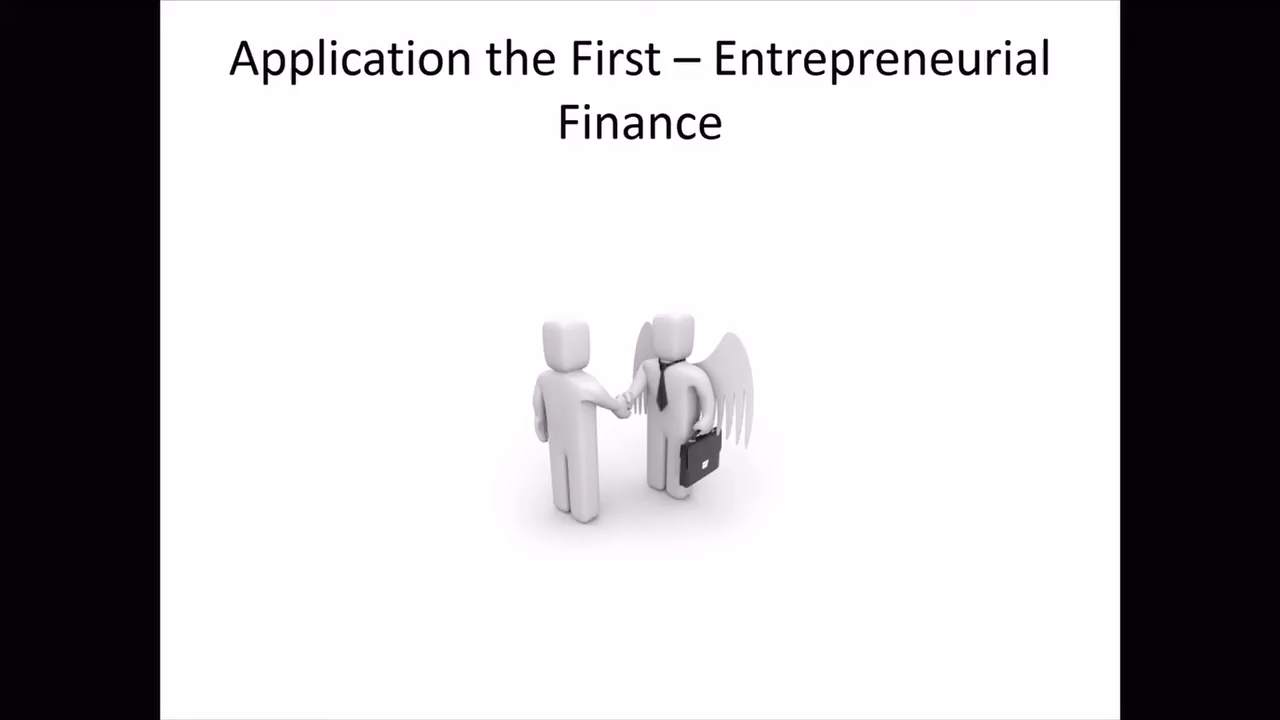 Application the First – Entrepreneurial
Finance